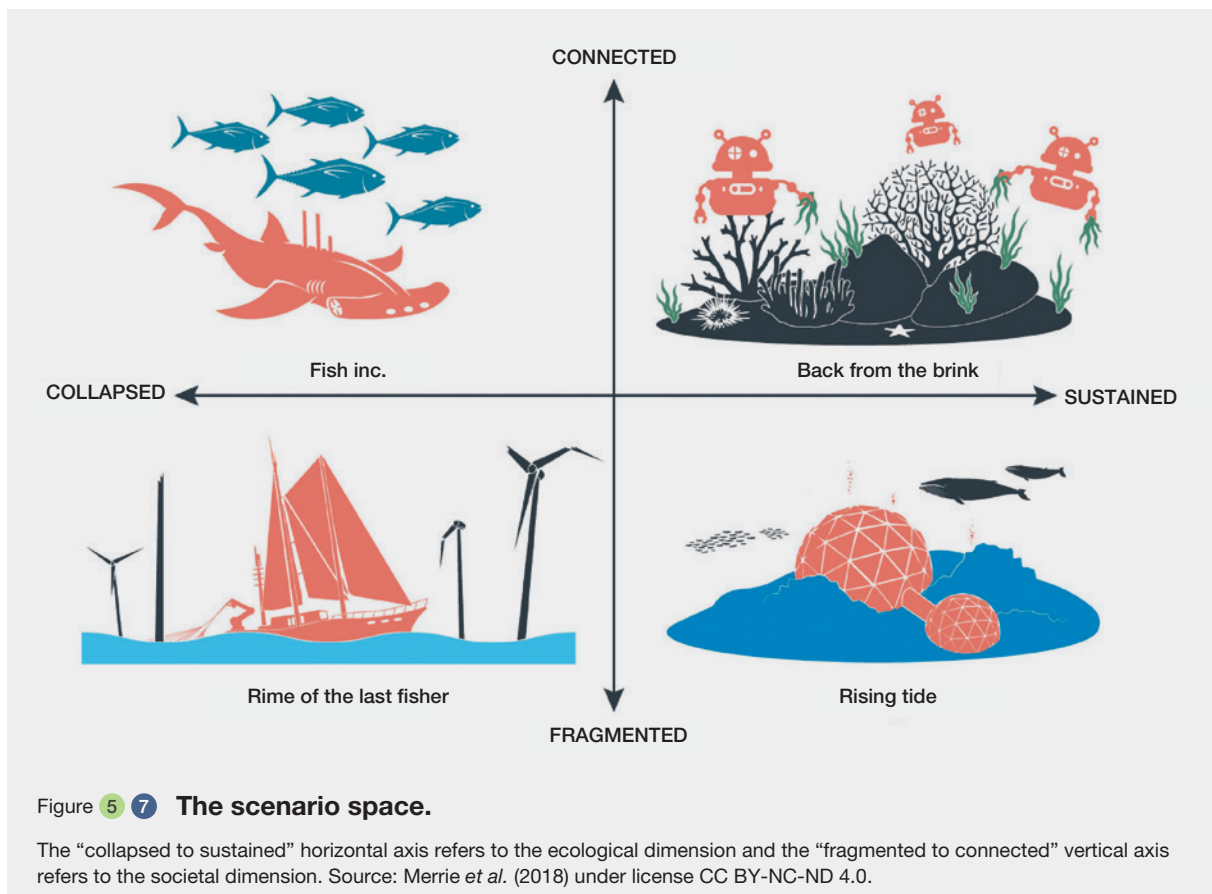 CONNECTED
Fish inc.
Back from the brink
COLLAPSED
SUSTAINED
Rime of the last fisher
Rising tide
FRAGMENTED
Figure 5 7 The scenario space.
The “collapsed to sustained” horizontal axis refers to the ecological dimension and the “fragmented to connected” vertical axis
refers to the societal dimension. Source: Merrie et al. (2018) under license CC BY-NC-ND 4.0.